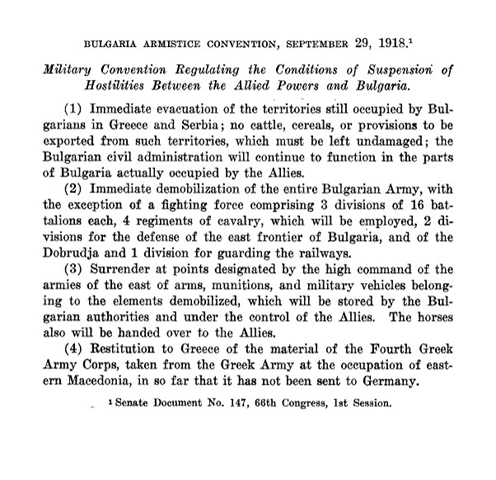 BULGARIA ARMISTICE CONVENTION, SEPTEMBER 29, 1918.¹
Military Convention Regulating the Conditions of Suspension of
Hostilities Between the Allied Powers and Bulgaria.
(1) Immediate evacuation of the territories still occupied by Bul-
garians in Greece and Serbia; no cattle, cereals, or provisions to be
exported from such territories, which must be left undamaged; the
Bulgarian civil administration will continue to function in the parts
of Bulgaria actually occupied by the Allies.
(2) Immediate demobilization of the entire Bulgarian Army, with
the exception of a fighting force comprising 3 divisions of 16 bat-
talions each, 4 regiments of cavalry, which will be employed, 2 di-
visions for the defense of the east frontier of Bulgaria, and of the
Dobrudja and 1 division for guarding the railways.
(3) Surrender at points designated by the high command of the
armies of the east of arms, munitions, and military vehicles belong-
ing to the elements demobilized, which will be stored by the Bul-
garian authorities and under the control of the Allies. The horses
also will be handed over to the Allies.
(4) Restitution to Greece of the material of the Fourth Greek
Army Corps, taken from the Greek Army at the occupation of east-
ern Macedonia, in so far that it has not been sent to Germany.
¹ Senate Document No. 147, 66th Congress, 1st Session.